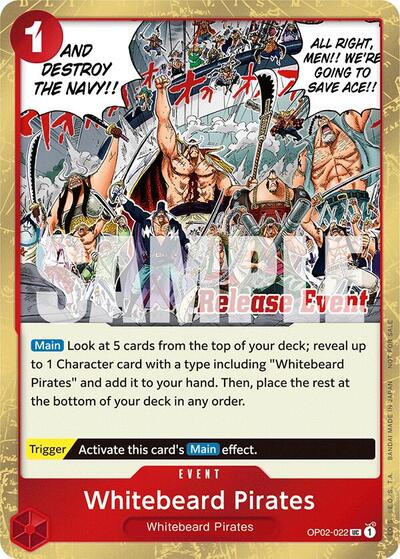 1
AND
DESTROY
THE NAVY!!
ALL RIGHT,
MEN!! WE'RE
GOING TO
SAVE ACE!!
SAMPLE
Release Event
Main Look at 5 cards from the top of your deck; reveal up
to 1 Character card with a type including "Whitebeard
Pirates" and add it to your hand. Then, place the rest at
the bottom of your deck in any order.
Trigger Activate this card's Main effect.
EVENT
Whitebeard Pirates
Whitebeard Pirates
OP02-022 UC 1
BANDAI MADE IN JAPAN NOT FOR SALE